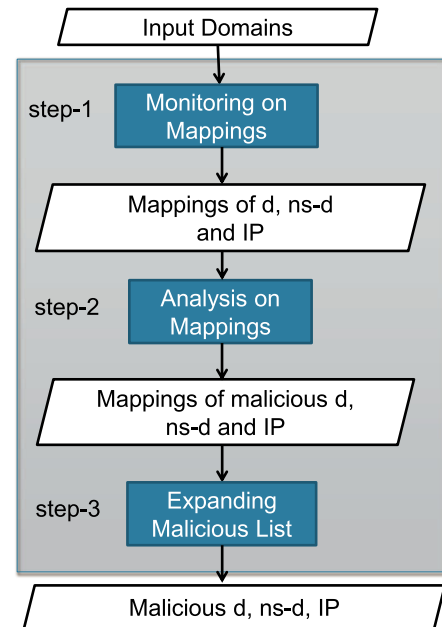 Input Domains
step-1
Monitoring on
Mappings
Mappings of d, ns-d
and IP
step-2
Analysis on
Mappings
Mappings of malicious d,
ns-d and IP
step-3
Expanding
Malicious List
Malicious d, ns-d, IP